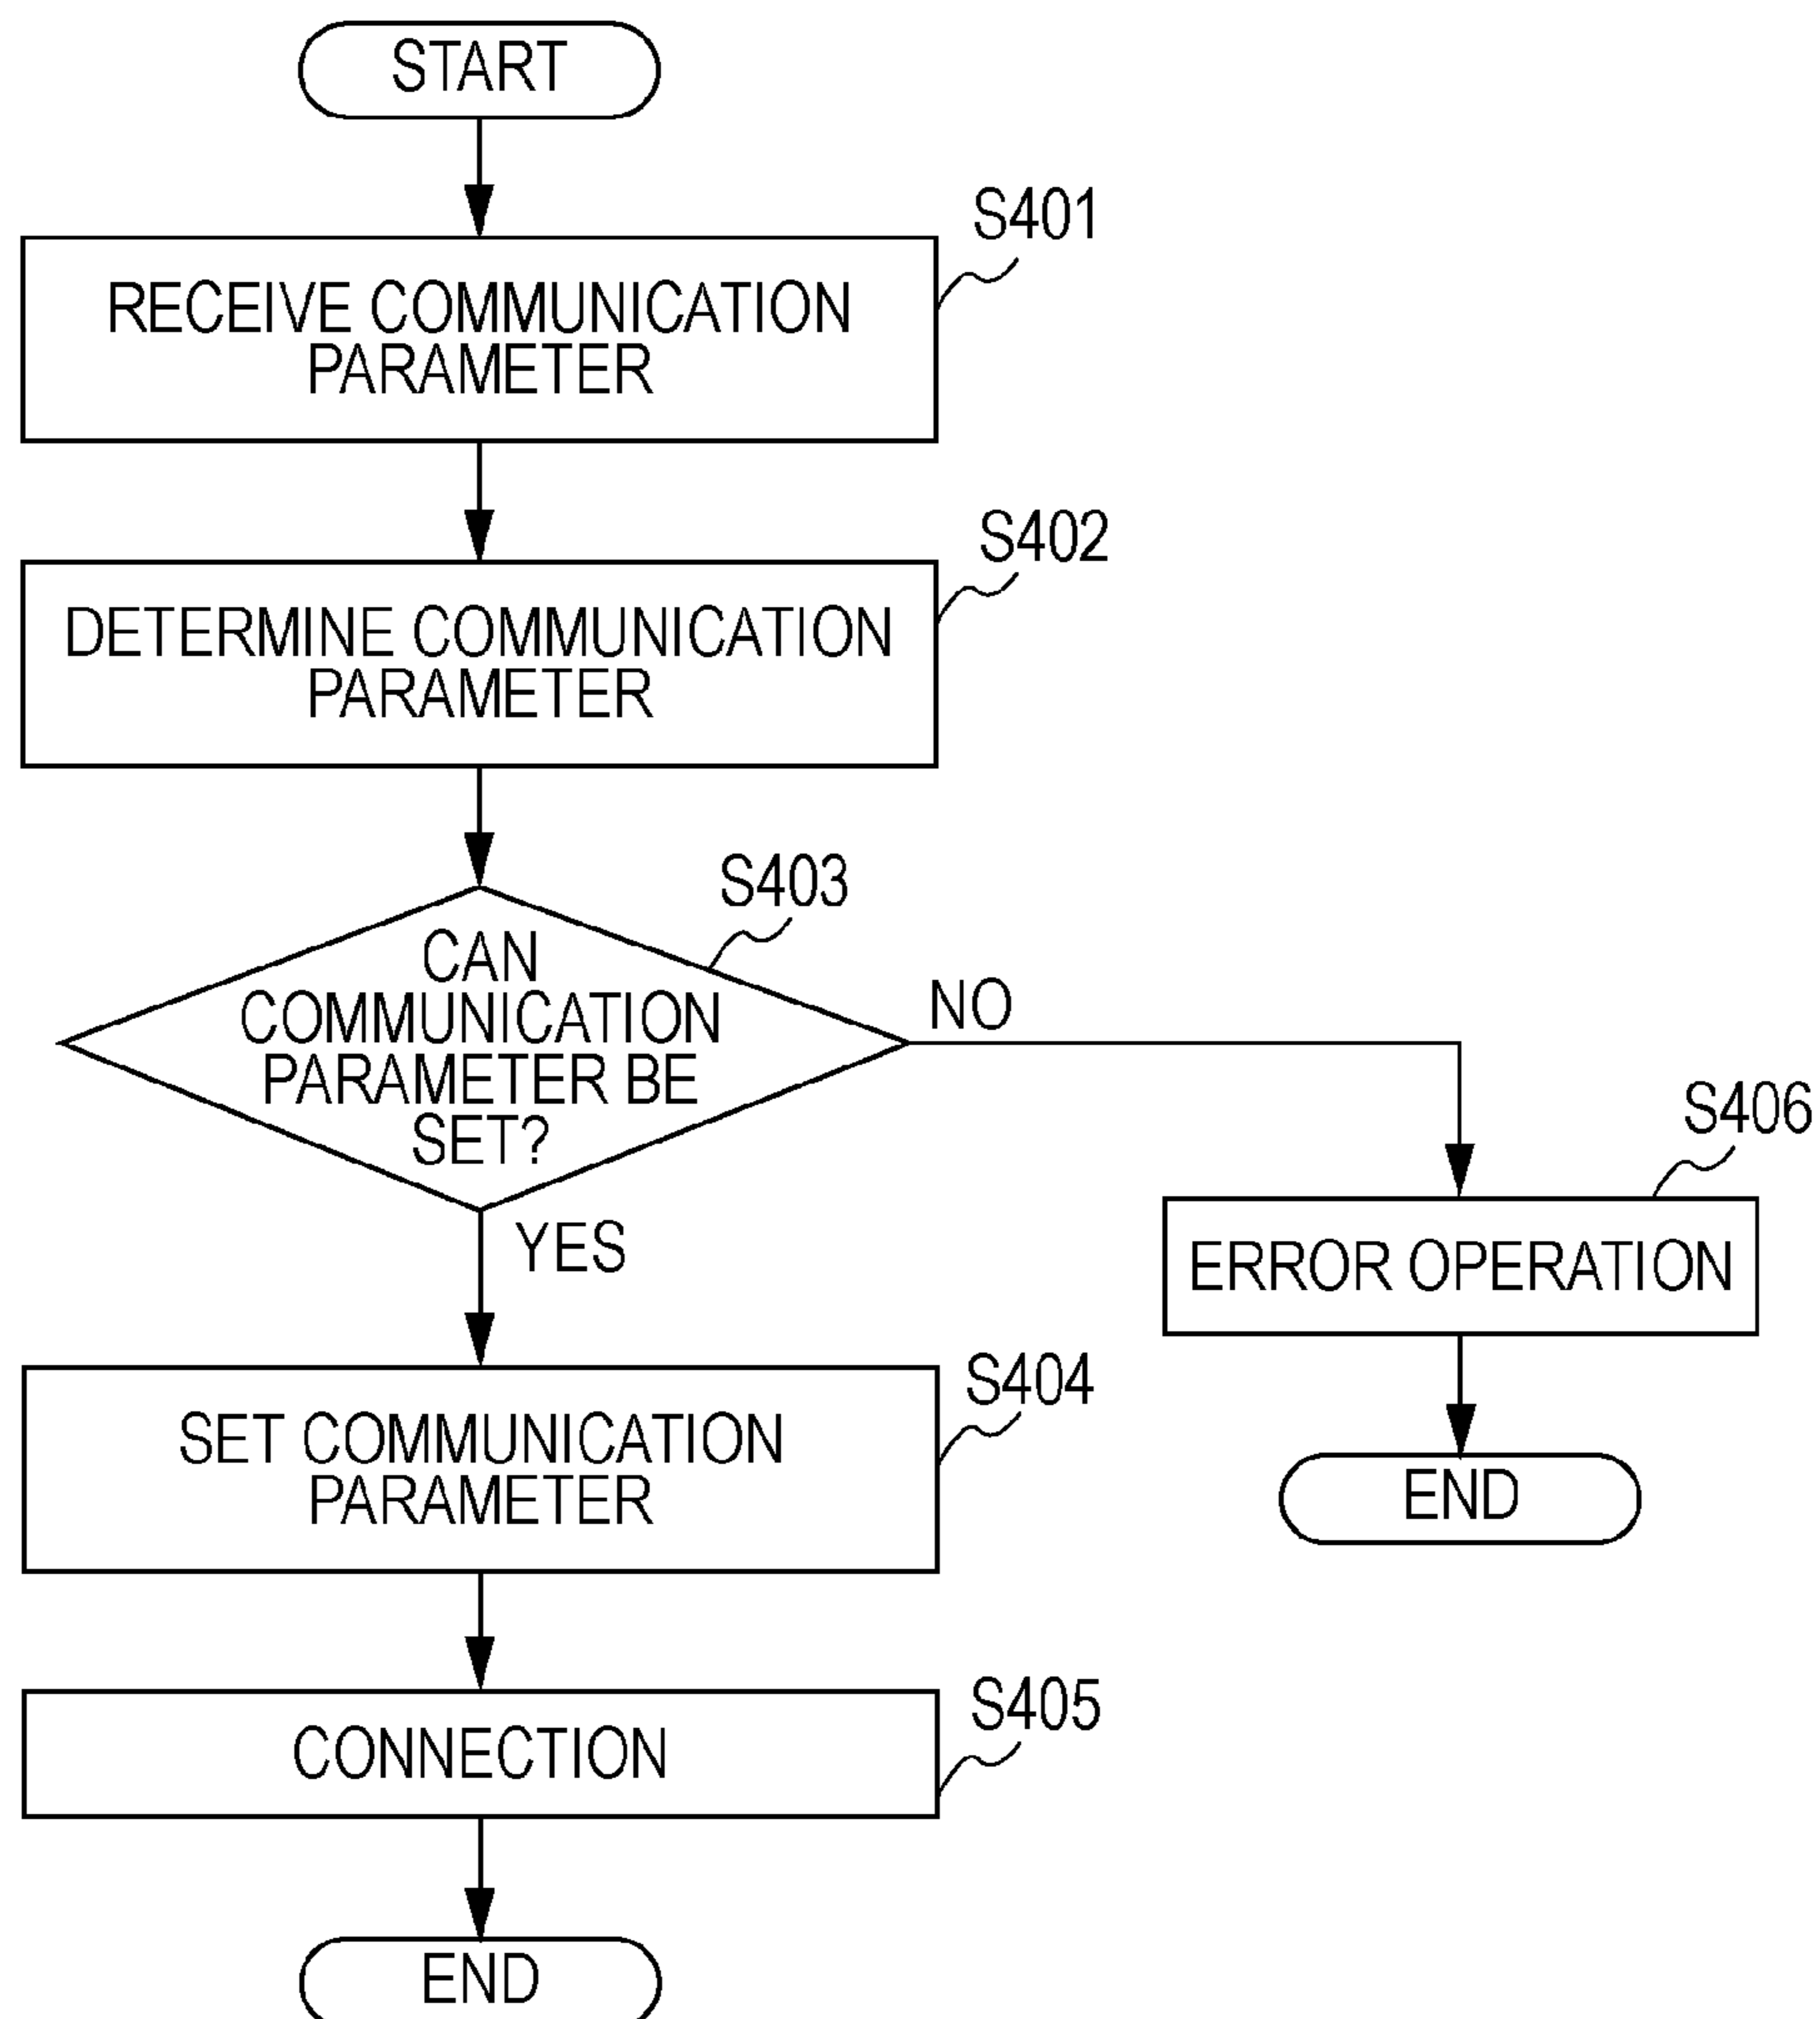 START
S401
RECEIVE COMMUNICATION
PARAMETER
S402
DETERMINE COMMUNICATION
PARAMETER
S403
CAN
COMMUNICATION
PARAMETER BE
SET?
NO
YES
S406
ERROR OPERATION
END
S404
SET COMMUNICATION
PARAMETER
S405
CONNECTION
END